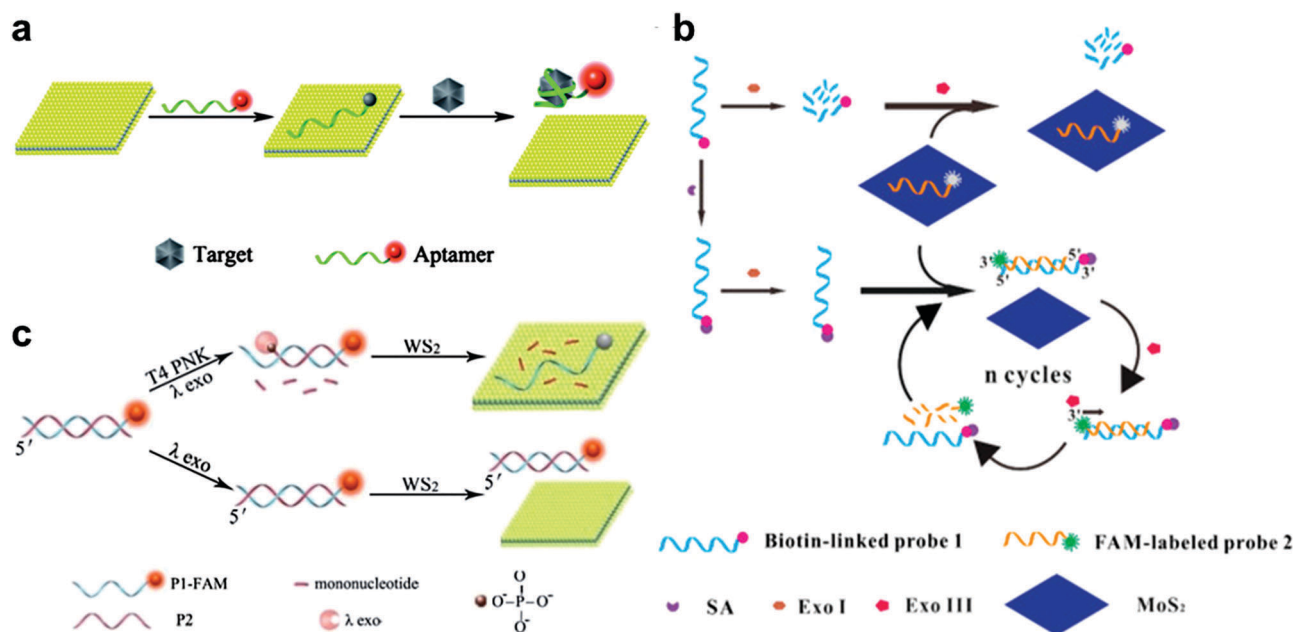 a
Target
Aptamer
b
3'
5'
5'
3'
n cycles
3'
Biotin-linked probe 1
FAM-labeled probe 2
SA
Exo I
Exo III
MoS₂
c
T4 PNK
λ exo
WS₂
5'
λ exo
5'
WS₂
5'
P1-FAM
mononucleotide
O
O⁻–P–O⁻
O⁻
P2
λ exo